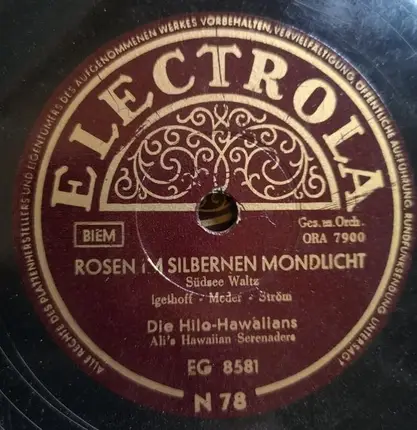 ALLE RECHTE DES PLATTENHERSTELLERS UND EIGENTÜMERS DES AUFGENOMMENEN WERKES VORBEHALTEN, VERVIELFÄLTIGUNG, ÖFFENTLICHE AUFFÜHRUNG, RUNDFUNKSENDUNG UNTERSAGT
ELECTROLA
BIEM
Ges.m.Orch.
ORA 7900
ROSEN IM SILBERNEN MONDLICHT
Südsee Waltz
Igelhoff - Meder - Ström
Die Hilo-Hawaiians
Ali's Hawaiian Serenaders
EG 8581
N 78